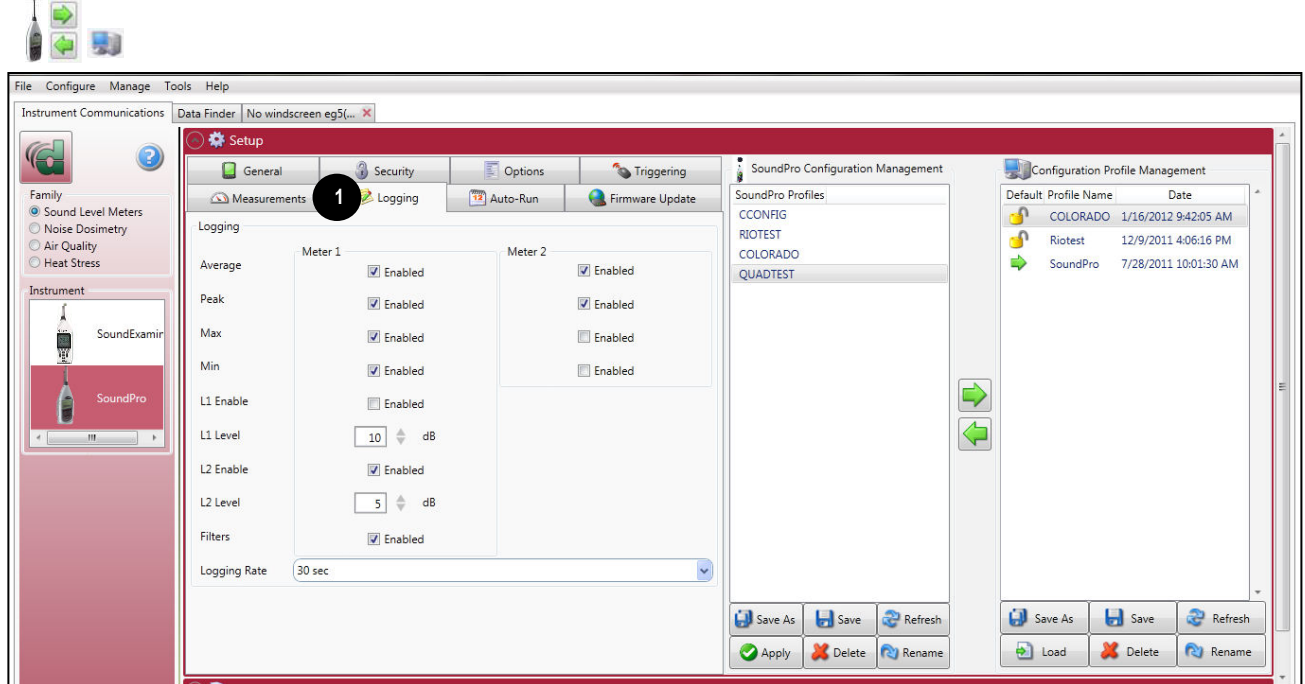 File Configure Manage Tools Help
Instrument Communications Data Finder No windscreen eg5(...
Setup
General Security Options Triggering
Measurements 1 Logging Auto-Run Firmware Update
Family
Sound Level Meters
Noise Dosimetry
Air Quality
Heat Stress
Instrument
SoundExamin
SoundPro
Logging
Meter 1 Meter 2
Average Enabled Enabled
Peak Enabled Enabled
Max Enabled Enabled
Min Enabled Enabled
L1 Enable Enabled
L1 Level 10 dB
L2 Enable Enabled
L2 Level 5 dB
Filters Enabled
Logging Rate 30 sec
SoundPro Configuration Management
SoundPro Profiles
CCONFIG
RIOTEST
COLORADO
QUADTEST
Save As Save Refresh
Apply Delete Rename
Configuration Profile Management
Default Profile Name Date
COLORADO 1/16/2012 9:42:05 AM
Riotest 12/9/2011 4:06:16 PM
SoundPro 7/28/2011 10:01:30 AM
Save As Save Refresh
Load Delete Rename